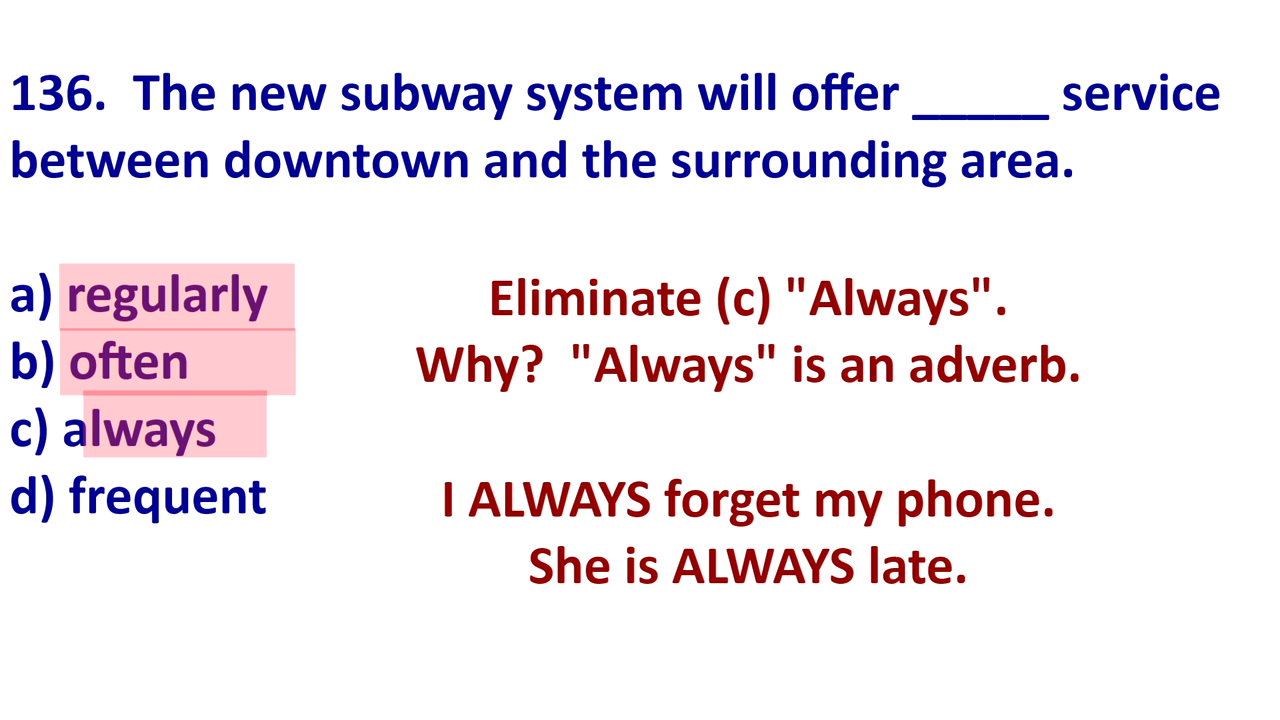 136.  The new subway system will offer _____ service
between downtown and the surrounding area.
a) regularly
b) often
c) always
d) frequent
Eliminate (c) "Always".
Why?  "Always" is an adverb.
I ALWAYS forget my phone.
She is ALWAYS late.